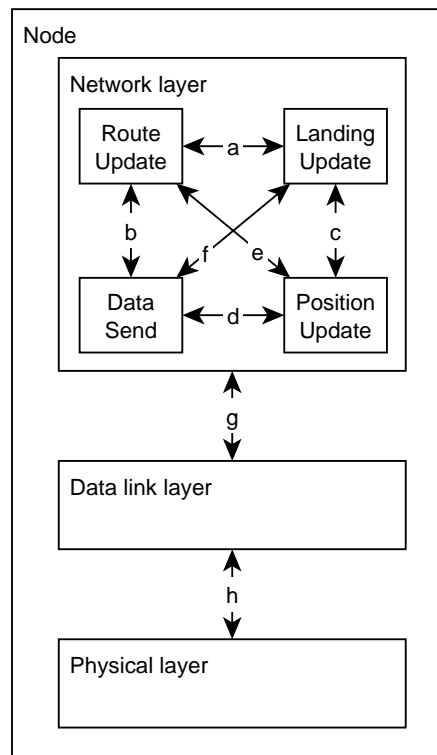 Node
Network layer
Route
Update
a
Landing
Update
b
f
e
c
Data
Send
d
Position
Update
g
Data link layer
h
Physical layer